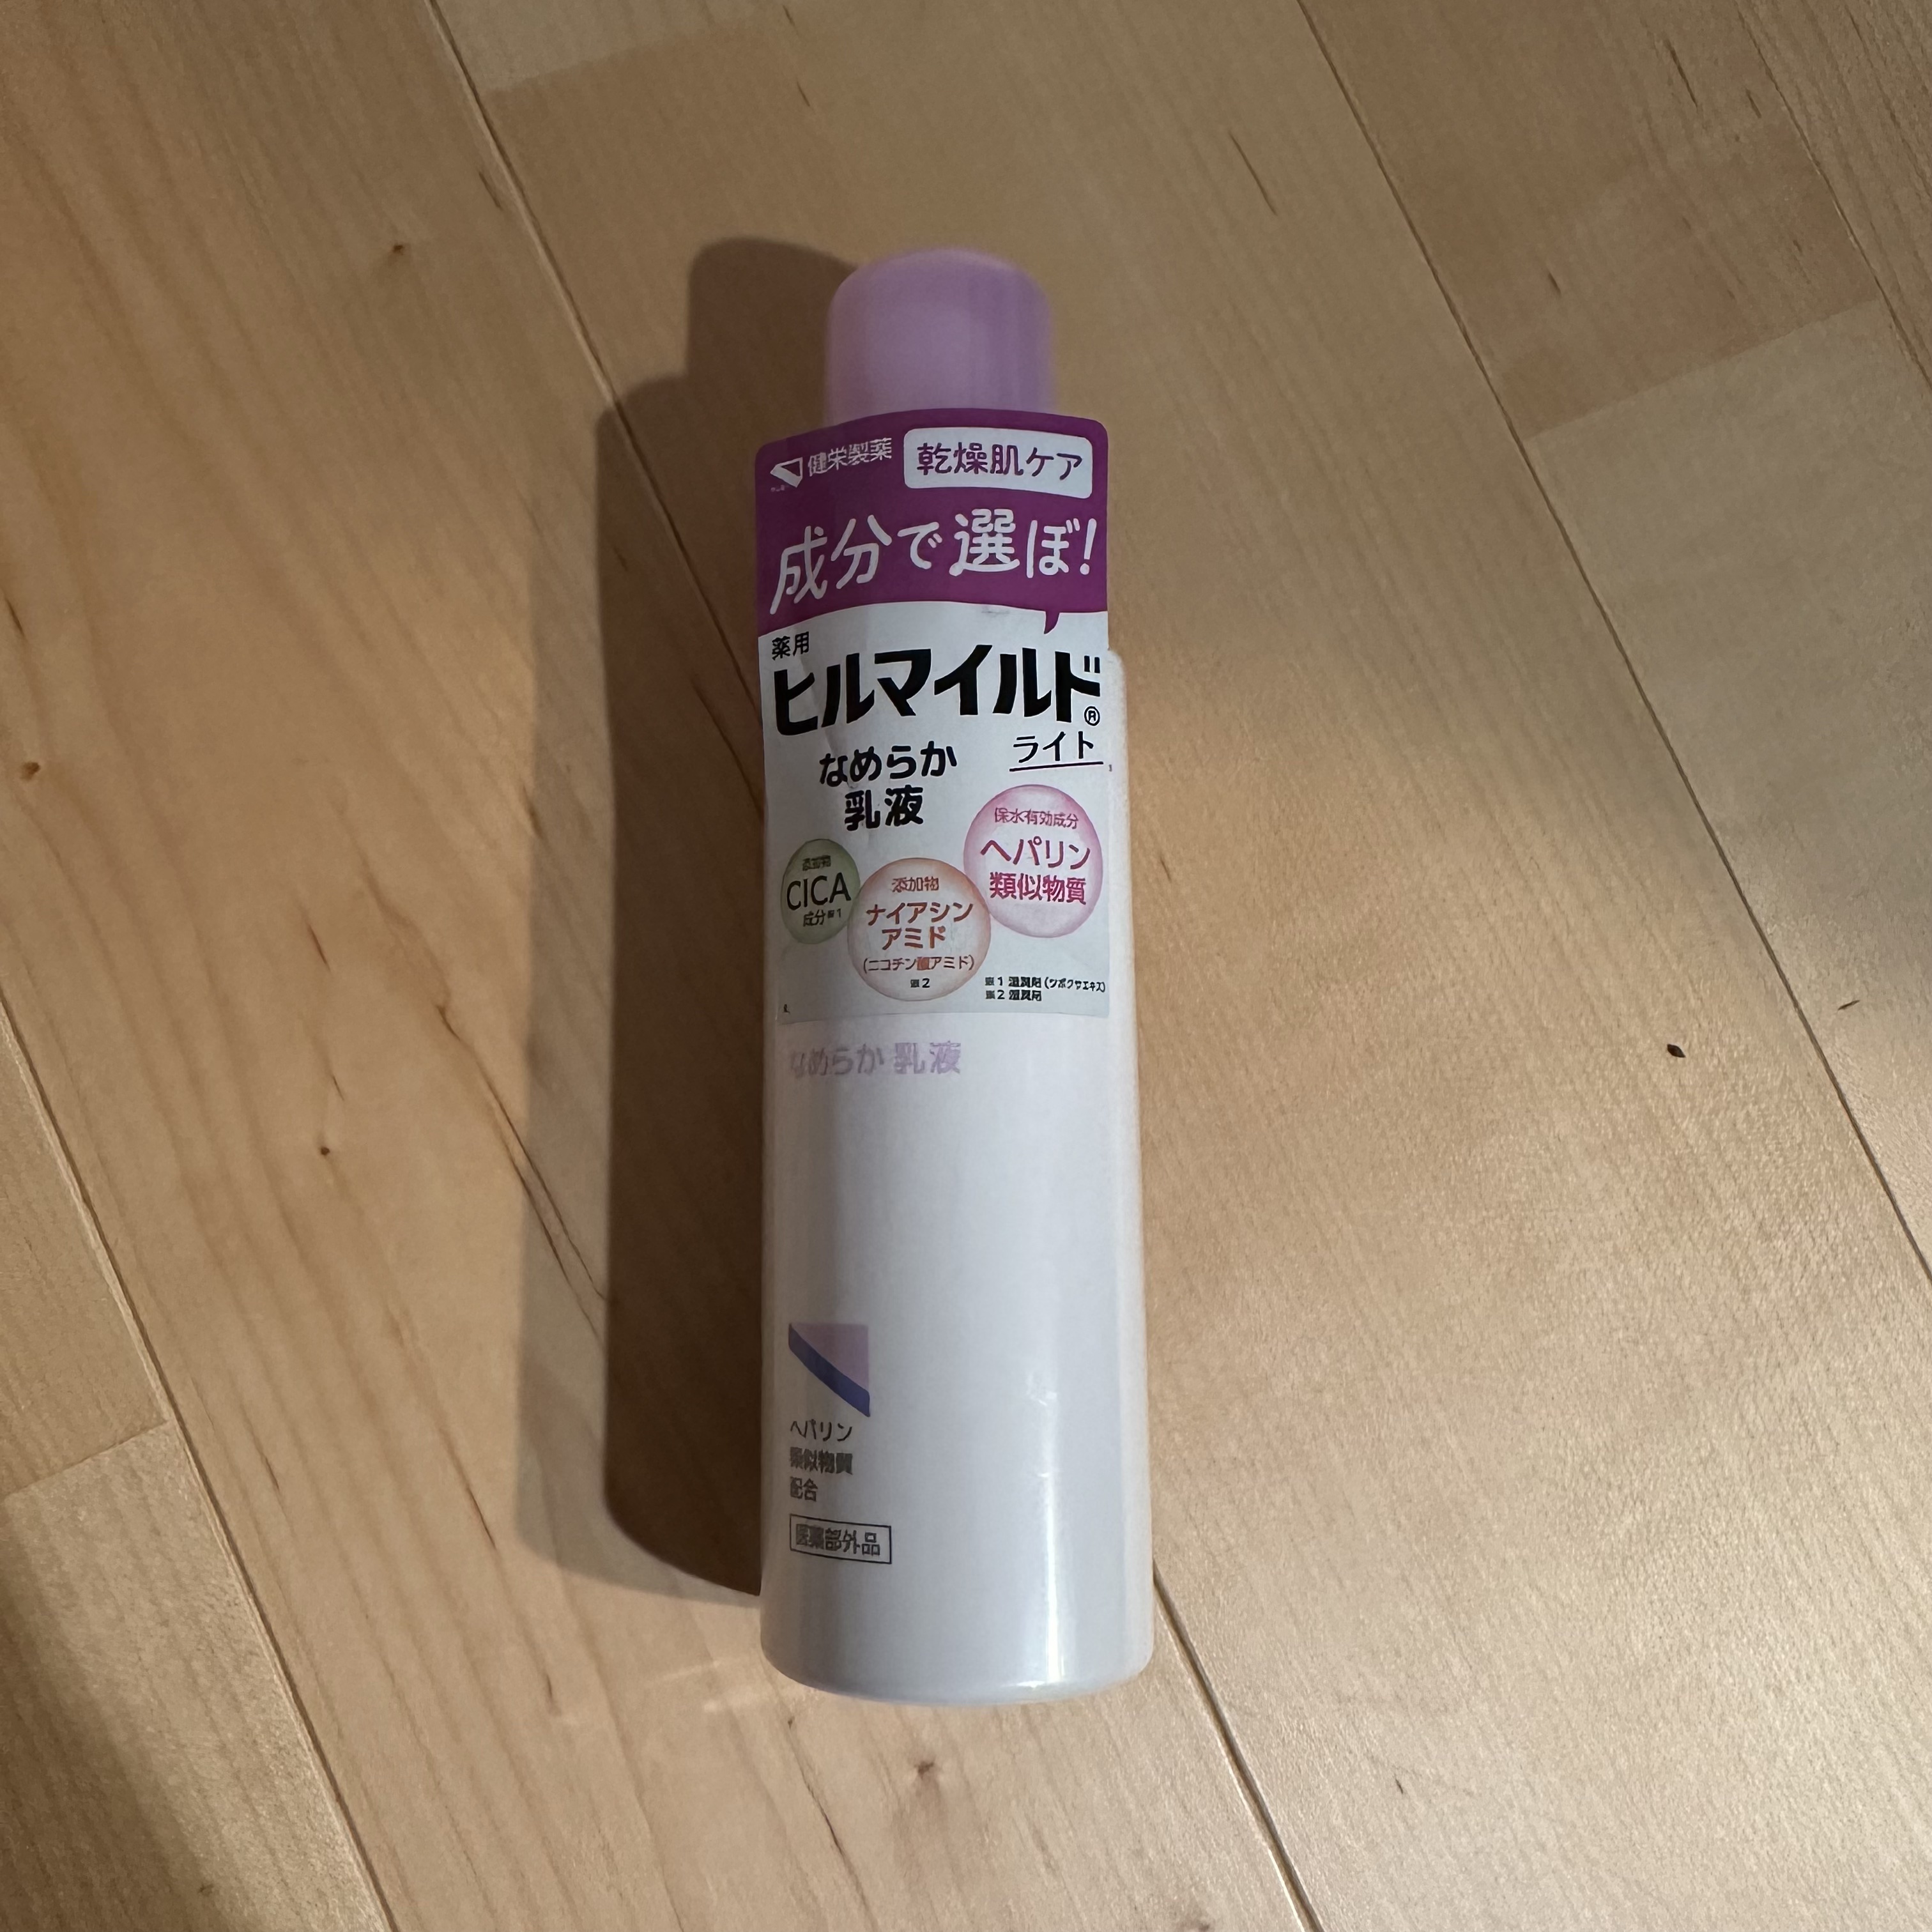 健栄製薬
乾燥肌ケア
成分で選ぼ!
薬用
ヒルマイルド®
ライト
なめらか
乳液
添加物
CICA
成分※1
添加物
ナイアシン
アミド
(ニコチン酸アミド)
※2
保水有効成分
ヘパリン
類似物質
※1 湿潤剤(ツボクサエキス)
※2 湿潤剤
なめらか 乳液
ヘパリン
類似物質
配合
医薬部外品